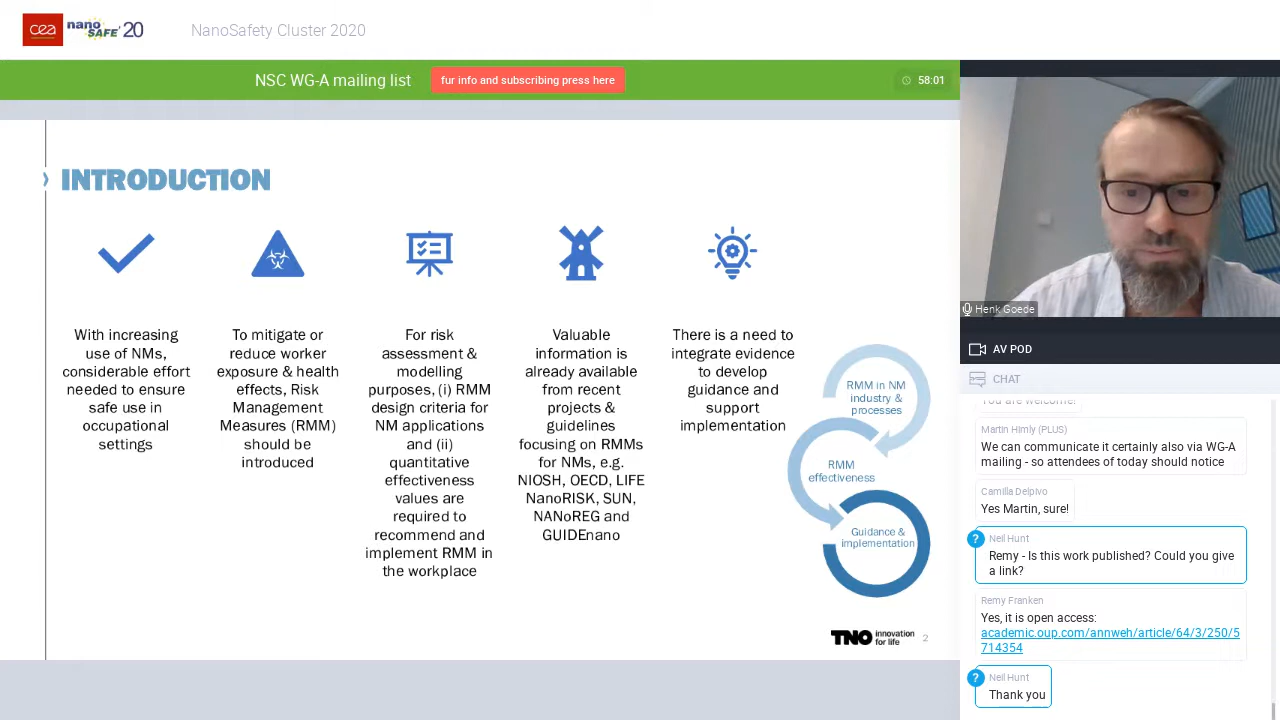 cea nano SAFE' 20
NanoSafety Cluster 2020
NSC WG-A mailing list
fur info and subscribing press here
58:01
INTRODUCTION
With increasing
use of NMs,
considerable effort
needed to ensure
safe use in
occupational
settings
To mitigate or
reduce worker
exposure & health
effects, Risk
Management
Measures (RMM)
should be
introduced
For risk
assessment &
modelling
purposes, (i) RMM
design criteria for
NM applications
and (ii)
quantitative
effectiveness
values are
required to
recommend and
implement RMM in
the workplace
Valuable
information is
already available
from recent
projects &
guidelines
focusing on RMMs
for NMs, e.g.
NIOSH, OECD, LIFE
NanoRISK, SUN,
NANoREG and
GUIDEnano
There is a need to
integrate evidence
to develop
guidance and
support
implementation
RMM in NM
industry &
processes
RMM
effectiveness
Guidance &
implementation
TNO innovation
for life
2
Henk Goede
AV POD
CHAT
You are welcome!
Martin Himly (PLUS)
We can communicate it certainly also via WG-A
mailing - so attendees of today should notice
Camilla Delpivo
Yes Martin, sure!
? Neil Hunt
Remy - Is this work published? Could you give
a link?
Remy Franken
Yes, it is open access:
academic.oup.com/annweh/article/64/3/250/5
714354
? Neil Hunt
Thank you